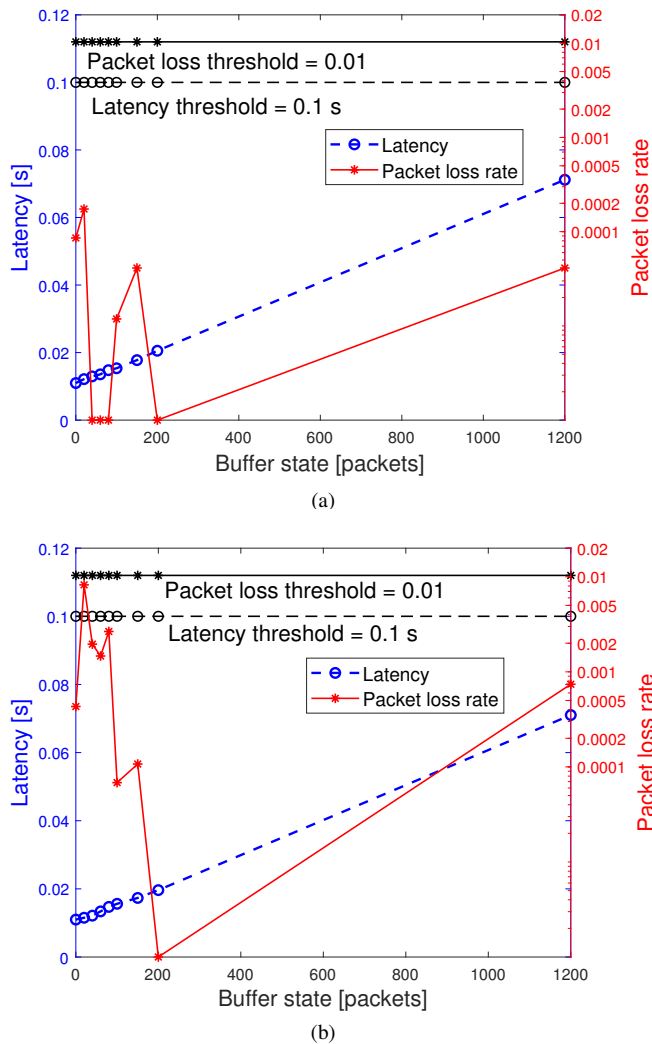 0.12
0.1
0.08
0.06
0.04
0.02
0
Latency [s]
Packet loss threshold = 0.01
Latency threshold = 0.1 s
Latency
Packet loss rate
0.02
0.01
0.005
0.002
0.001
0.0005
0.0002
0.0001
Packet loss rate
0 200 400 600 800 1000 1200
Buffer state [packets]
(a)
0.12
0.1
0.08
0.06
0.04
0.02
0
Latency [s]
Packet loss threshold = 0.01
Latency threshold = 0.1 s
Latency
Packet loss rate
0.02
0.01
0.005
0.002
0.001
0.0005
0.0002
0.0001
Packet loss rate
0 200 400 600 800 1000 1200
Buffer state [packets]
(b)